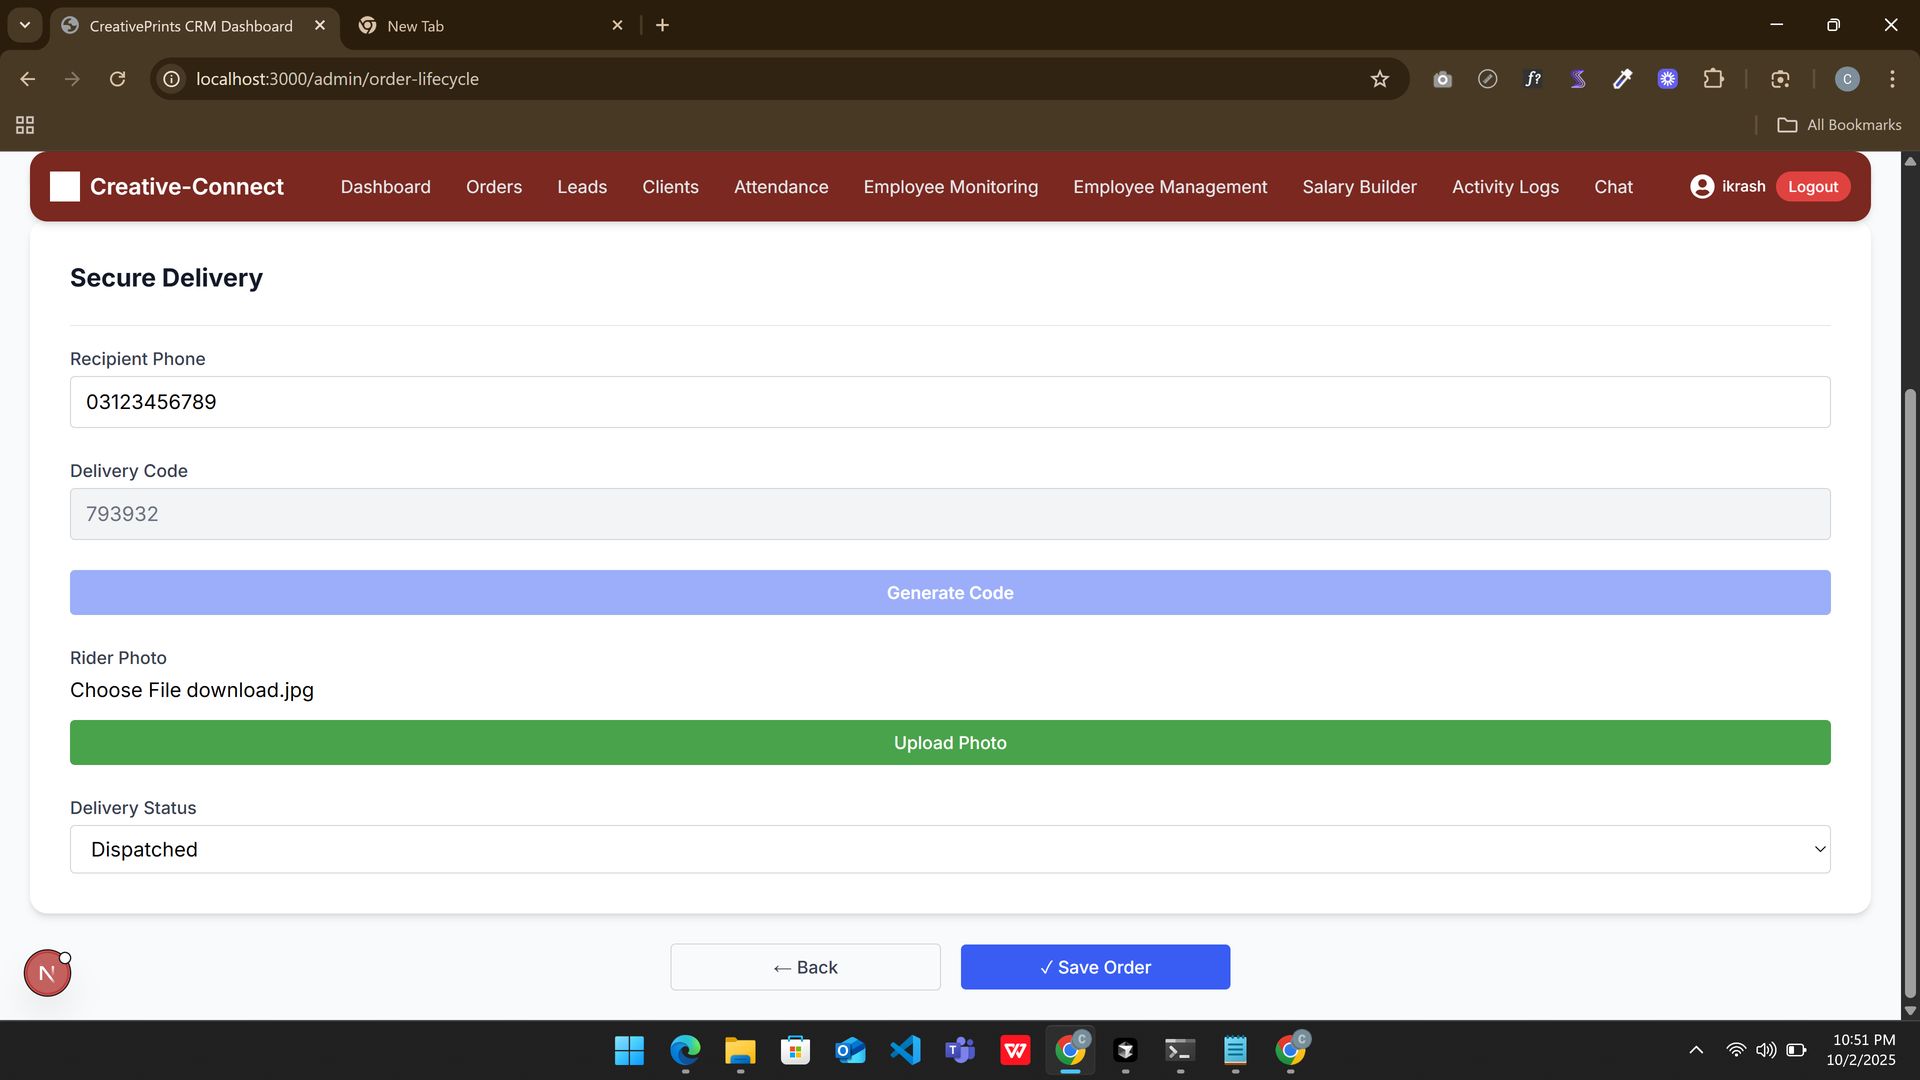 CreativePrints CRM Dashboard
New Tab
localhost:3000/admin/order-lifecycle
f?
C
All Bookmarks
Creative-Connect
Dashboard
Orders
Leads
Clients
Attendance
Employee Monitoring
Employee Management
Salary Builder
Activity Logs
Chat
ikrash
Logout
Secure Delivery
Recipient Phone
03123456789
Delivery Code
793932
Generate Code
Rider Photo
Choose File download.jpg
Upload Photo
Delivery Status
Dispatched
← Back
✓ Save Order
N
10:51 PM
10/2/2025